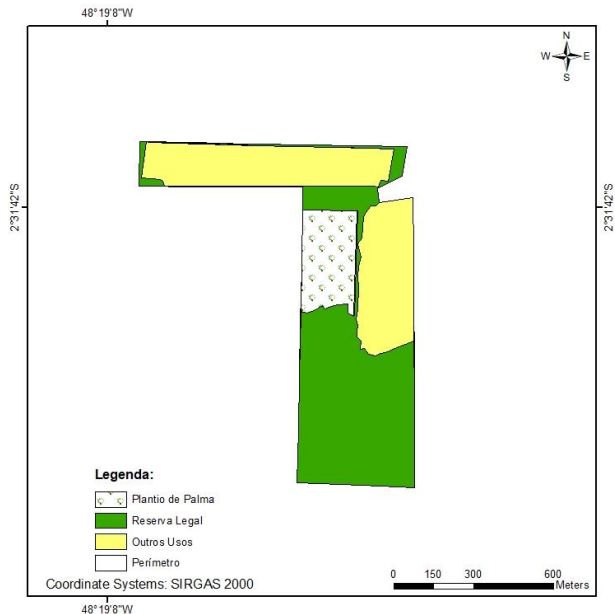 48°19'8"W
N
W E
S
2°31'42"S
2°31'42"S
Legenda:
Plantio de Palma
Reserva Legal
Outros Usos
Perímetro
Coordinate Systems: SIRGAS 2000
0 150 300 600
Meters
48°19'8"W